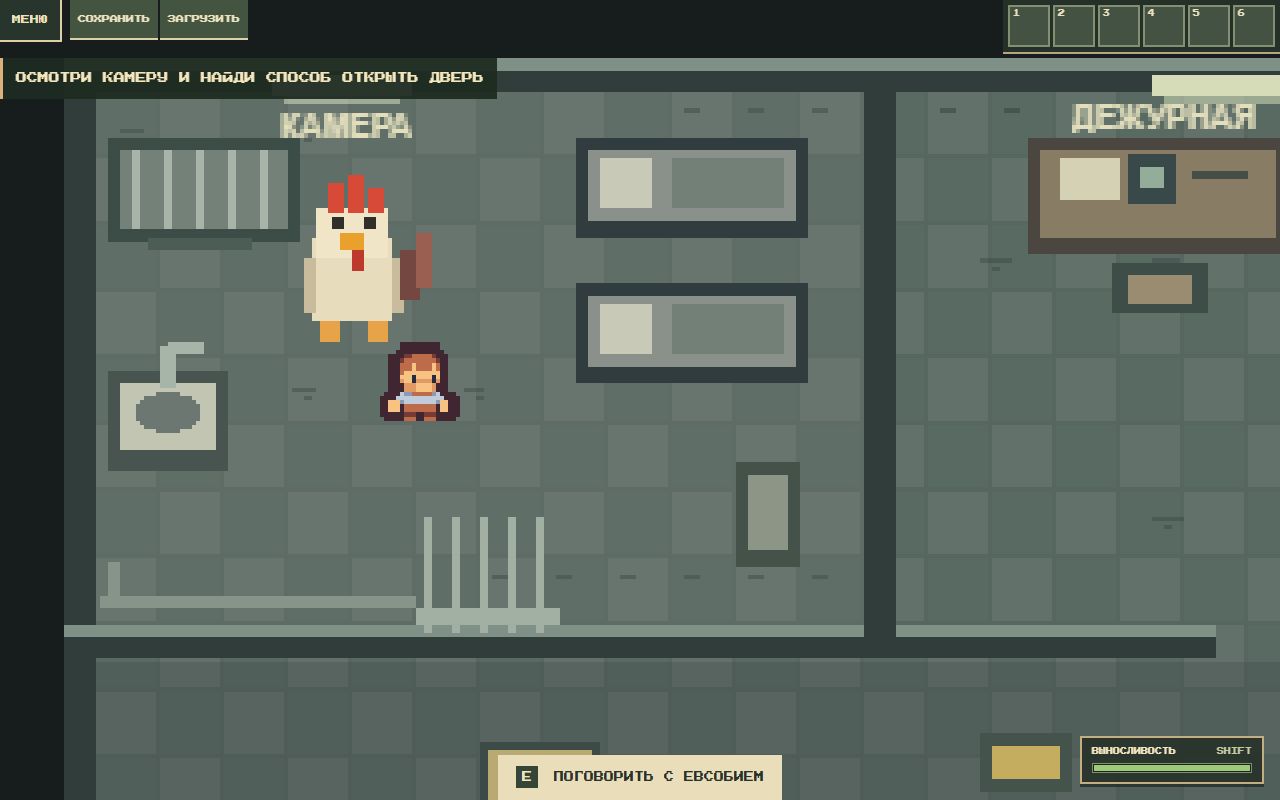 МЕНЮ
СОХРАНИТЬ
ЗАГРУЗИТЬ
1 2 3 4 5 6
ОСМОТРИ КАМЕРУ И НАЙДИ СПОСОБ ОТКРЫТЬ ДВЕРЬ
КАМЕРА
ДЕЖУРНАЯ
ВЫНОСЛИВОСТЬ SHIFT
E ПОГОВОРИТЬ С ЕВСОБИЕМ